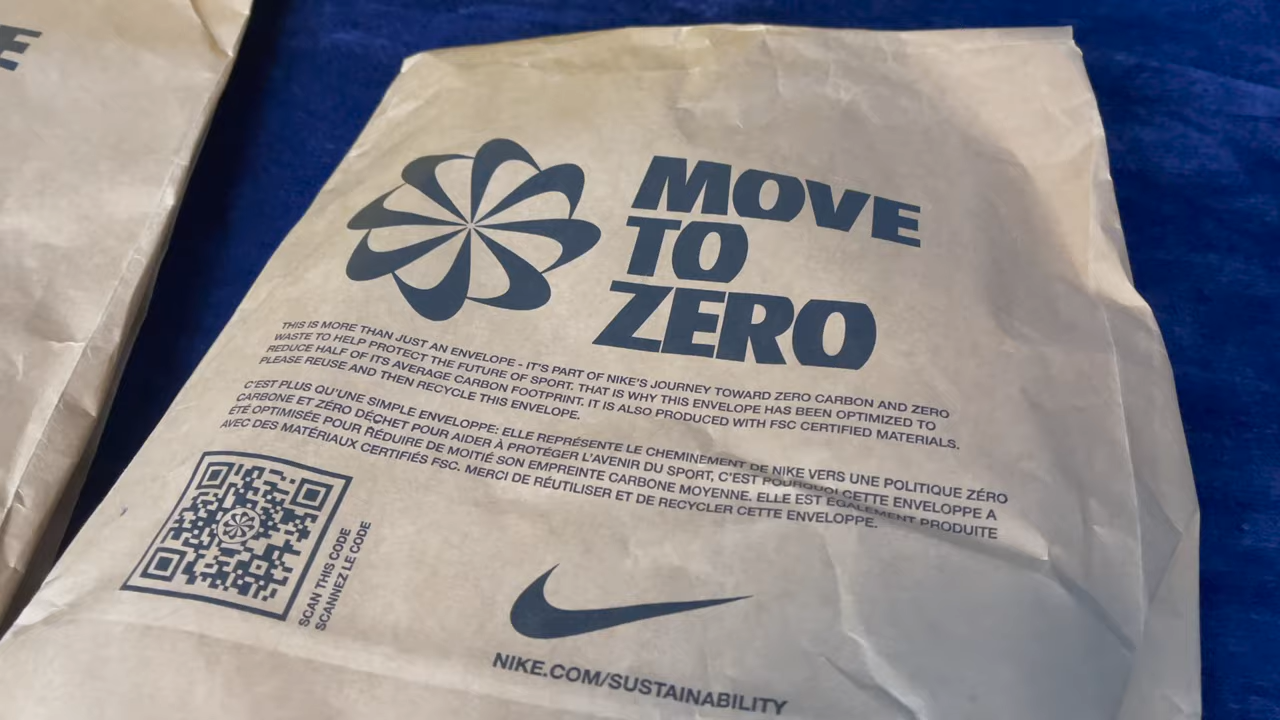 E
MOVE
TO
ZERO
THIS IS MORE THAN JUST AN ENVELOPE - IT'S PART OF NIKE'S JOURNEY TOWARD ZERO CARBON AND ZERO
WASTE TO HELP PROTECT THE FUTURE OF SPORT. THAT IS WHY THIS ENVELOPE HAS BEEN OPTIMIZED TO
REDUCE HALF OF ITS AVERAGE CARBON FOOTPRINT. IT IS ALSO PRODUCED WITH FSC CERTIFIED MATERIALS.
PLEASE REUSE AND THEN RECYCLE THIS ENVELOPE.
C'EST PLUS QU'UNE SIMPLE ENVELOPPE: ELLE REPRÉSENTE LE CHEMINEMENT DE NIKE VERS UNE POLITIQUE ZÉRO
CARBONE ET ZÉRO DÉCHET POUR AIDER À PROTÉGER L'AVENIR DU SPORT, C'EST POURQUOI CETTE ENVELOPPE A
ÉTÉ OPTIMISÉE POUR RÉDUIRE DE MOITIÉ SON EMPREINTE CARBONE MOYENNE. ELLE EST ÉGALEMENT PRODUITE
AVEC DES MATÉRIAUX CERTIFIÉS FSC. MERCI DE RÉUTILISER ET DE RECYCLER CETTE ENVELOPPE.
SCAN THIS CODE
SCANNEZ LE CODE
NIKE.COM/SUSTAINABILITY